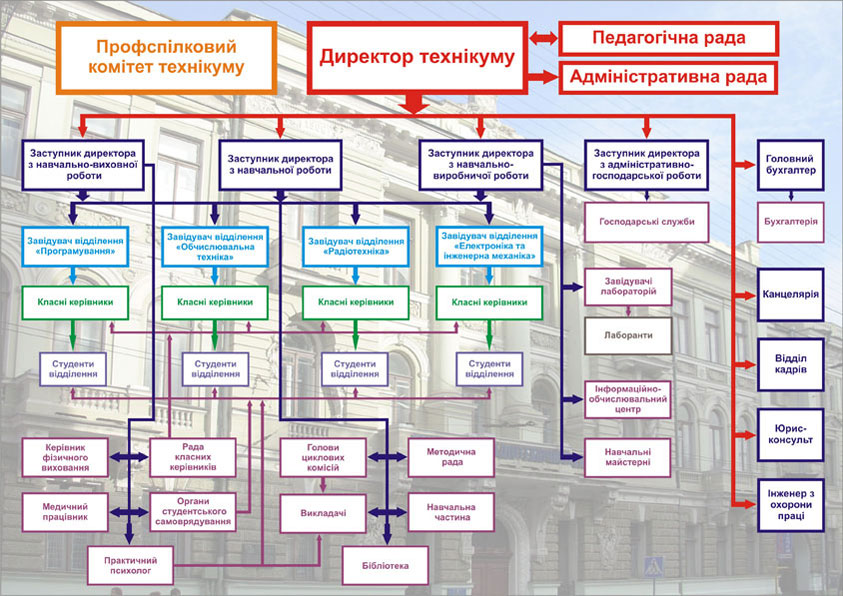 Профспілковий
комітет технікуму
Директор технікуму
Педагогічна рада
Адміністративна рада
Заступник директора
з навчально-виховної
роботи
Заступник директора
з навчальної роботи
Заступник директора
з навчально-
виробничої роботи
Заступник директора
з адміністративно-
господарської роботи
Головний
бухгалтер
Господарські служби
Бухгалтерія
Завідувач відділення
«Програмування»
Завідувач відділення
«Обчислювальна
техніка»
Завідувач відділення
«Радіотехніка»
Завідувач відділення
«Електроніка та
інженерна механіка»
Завідувачі
лабораторій
Канцелярія
Класні керівники
Класні керівники
Класні керівники
Класні керівники
Лаборанти
Студенти
відділення
Студенти
відділення
Студенти
відділення
Студенти
відділення
Відділ
кадрів
Інформаційно-
обчислювальний
центр
Юрис-
консульт
Керівник
фізичного
виховання
Рада
класних
керівників
Голови
циклових
комісій
Методична
рада
Навчальні
майстерні
Медичний
працівник
Органи
студентського
самоврядування
Викладачі
Навчальна
частина
Інженер з
охорони
праці
Практичний
психолог
Бібліотека